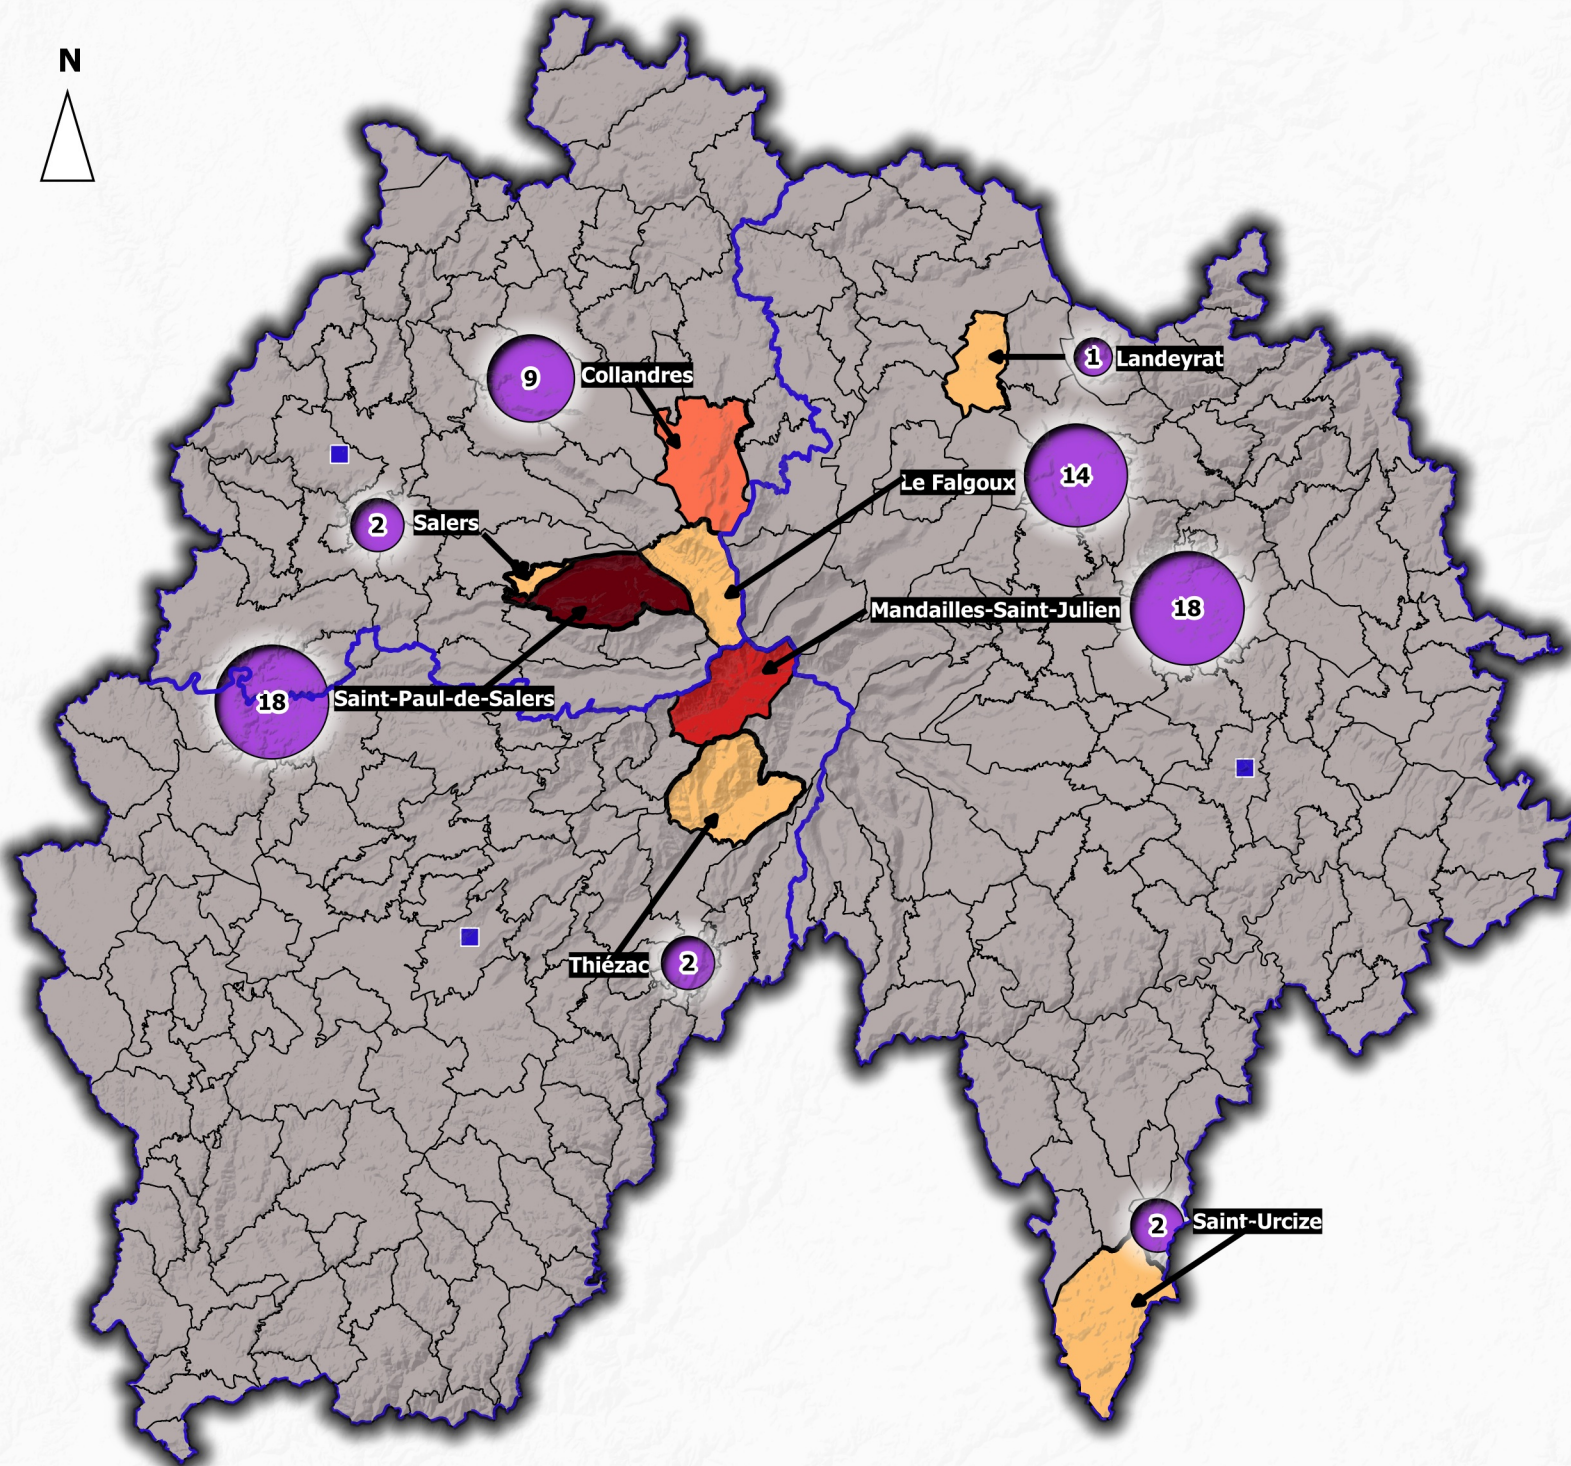 N
9
Collandres
1
Landeyrat
Le Falgoux
14
2
Salers
Mandailles-Saint-Julien
18
18
Saint-Paul-de-Salers
Thiézac
2
2
Saint-Urcize